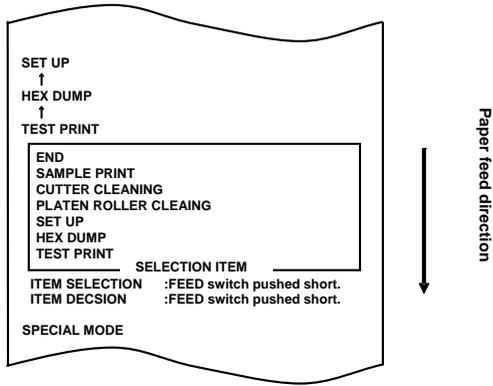 SET UP
↑
HEX DUMP
↑
TEST PRINT
END
SAMPLE PRINT
CUTTER CLEANING
PLATEN ROLLER CLEAING
SET UP
HEX DUMP
TEST PRINT
SELECTION ITEM
ITEM SELECTION :FEED switch pushed short.
ITEM DECSION :FEED switch pushed short.
SPECIAL MODE
Paper feed direction